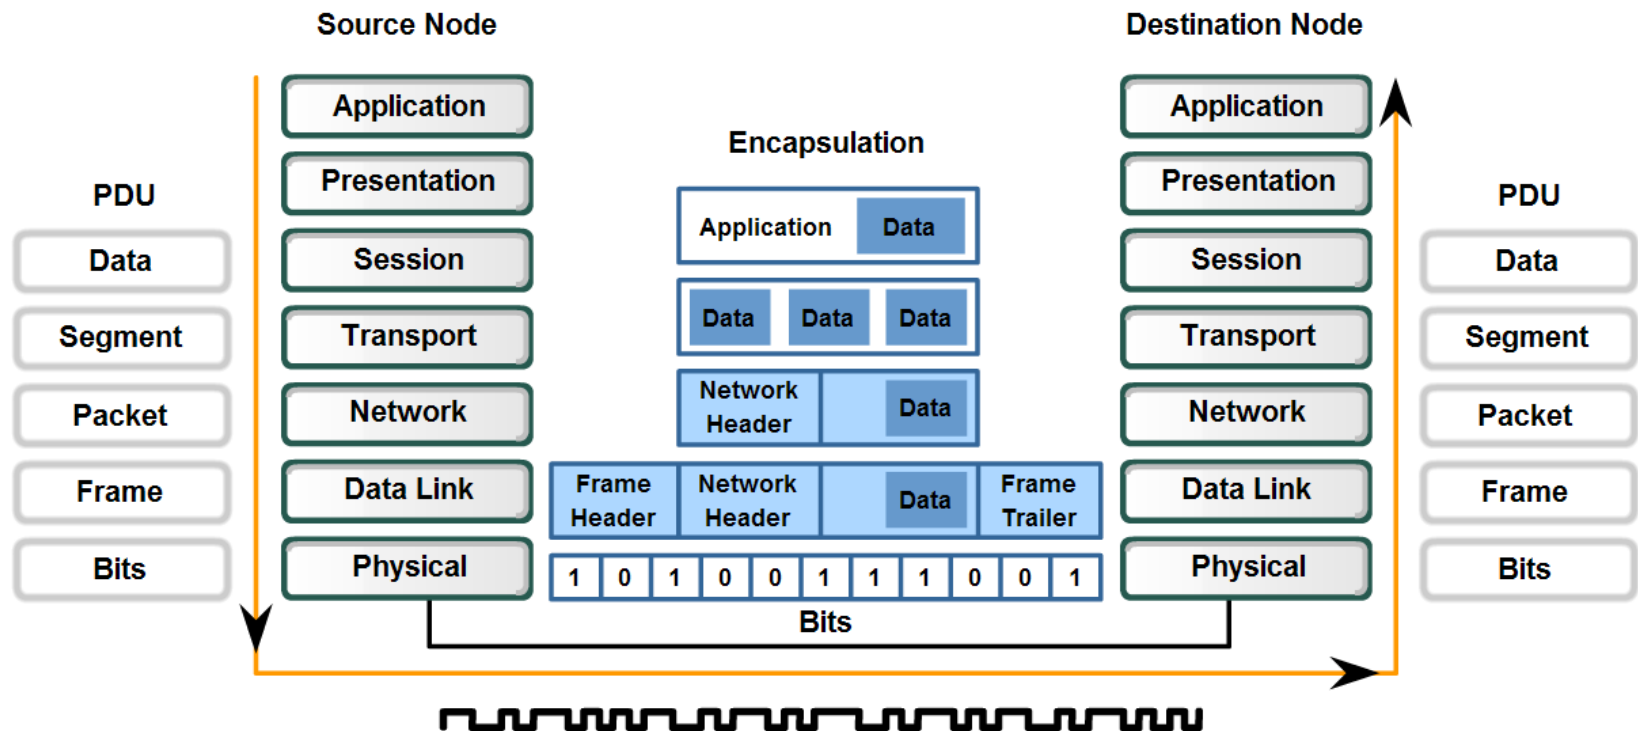 Source Node
Destination Node
PDU
Data
Segment
Packet
Frame
Bits
Application
Presentation
Session
Transport
Network
Data Link
Physical
Encapsulation
Application Data
Data Data Data
Network
Header
Data
Frame
Header
Network
Header
Data
Frame
Trailer
1 0 1 0 0 1 1 1 0 0 1
Bits
Application
Presentation
Session
Transport
Network
Data Link
Physical
PDU
Data
Segment
Packet
Frame
Bits